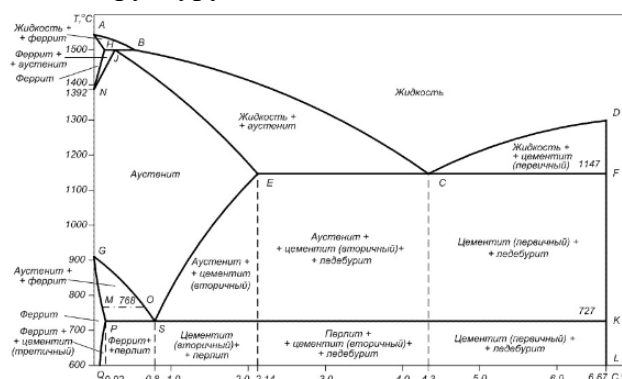 T,°C
A
Жидкость +
+ феррит
H
B
1500
J
Феррит +
+ аустенит
Феррит
1400
1392
N
Жидкость
D
1300
Жидкость +
+ аустенит
1200
Жидкость +
+ цементит
(первичный)
1147
1100
Аустенит
E
C
F
1000
Аустенит +
+ цементит (вторичный)+
+ ледебурит
Цементит (первичный) +
+ ледебурит
G
900
Аустенит +
+ цементит
(вторичный)
Аустенит +
+ феррит
800
M 768 O
727
Феррит
700
P
S
K
Феррит +
+ цементит
(третичный)
Феррит+
+перлит
Цементит
(вторичный)+
+ перлит
Перлит +
+ цементит (вторичный)+
+ ледебурит
Цементит (первичный) +
+ ледебурит
600
Q
0,02
0,8
1,0
2,0
2,14
3,0
4,0
4,3
5,0
6,0
6,67
L